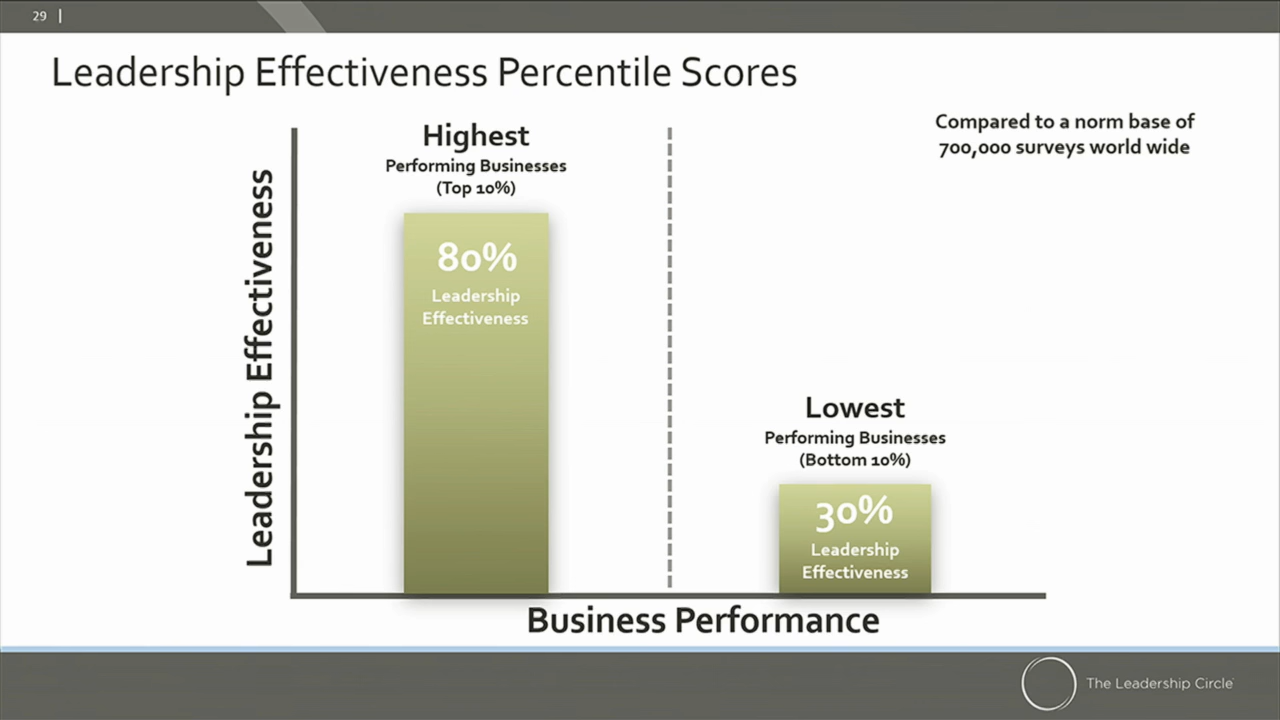 29 |
Leadership Effectiveness Percentile Scores
Compared to a norm base of
700,000 surveys world wide
Leadership Effectiveness
Highest
Performing Businesses
(Top 10%)
80%
Leadership
Effectiveness
Lowest
Performing Businesses
(Bottom 10%)
30%
Leadership
Effectiveness
Business Performance
The Leadership Circle